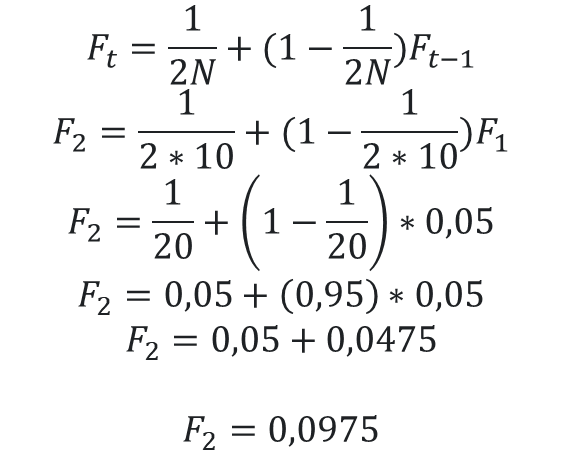 F_t = 1/2N + (1 − 1/2N)F_{t−1}
F_2 = 1/2 ∗ 10 + (1 − 1/2 ∗ 10)F_1
F_2 = 1/20 + (1 − 1/20) ∗ 0,05
F_2 = 0,05 + (0,95) ∗ 0,05
F_2 = 0,05 + 0,0475
F_2 = 0,0975